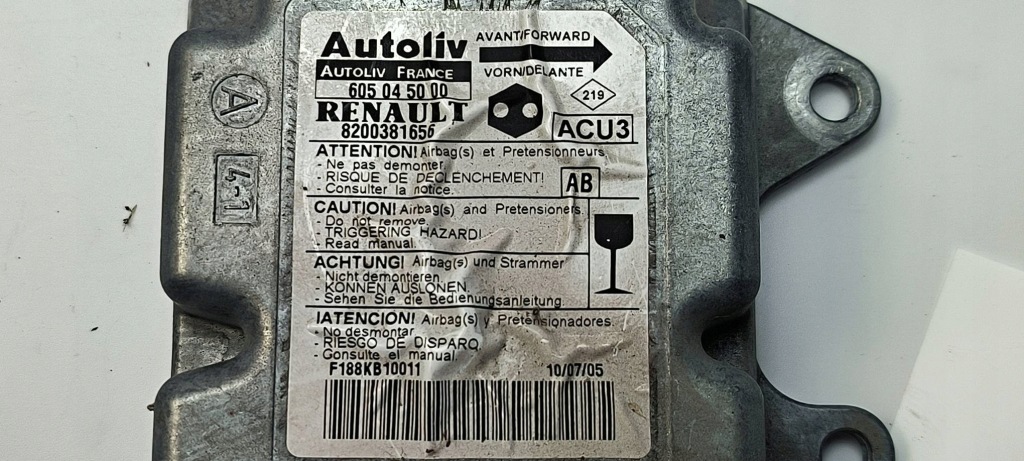 Autoliv
AVANT/FORWARD
AUTOLIV FRANCE
VORN/DELANTE
605 04 50 00
219
RENAULT
ACU3
8200381656
ATTENTION! Airbag(s) et Pretensionneurs.
- Ne pas demonter.
- RISQUE DE DECLENCHEMENT!
- Consulter la notice.
AB
CAUTION! Airbag(s) and Pretensioners.
- Do not remove.
- TRIGGERING HAZARD!
- Read manual.
ACHTUNG! Airbag(s) und Strammer
- Nicht demontieren.
- KONNEN AUSLONEN.
- Sehen Sie die Bedienungsanleitung.
!ATENCION! Airbag(s) y Pretensionadores.
- No desmontar.
- RIESGO DE DISPARO.
- Consulte el manual.
F188KB10011
10/07/05
A
4-1